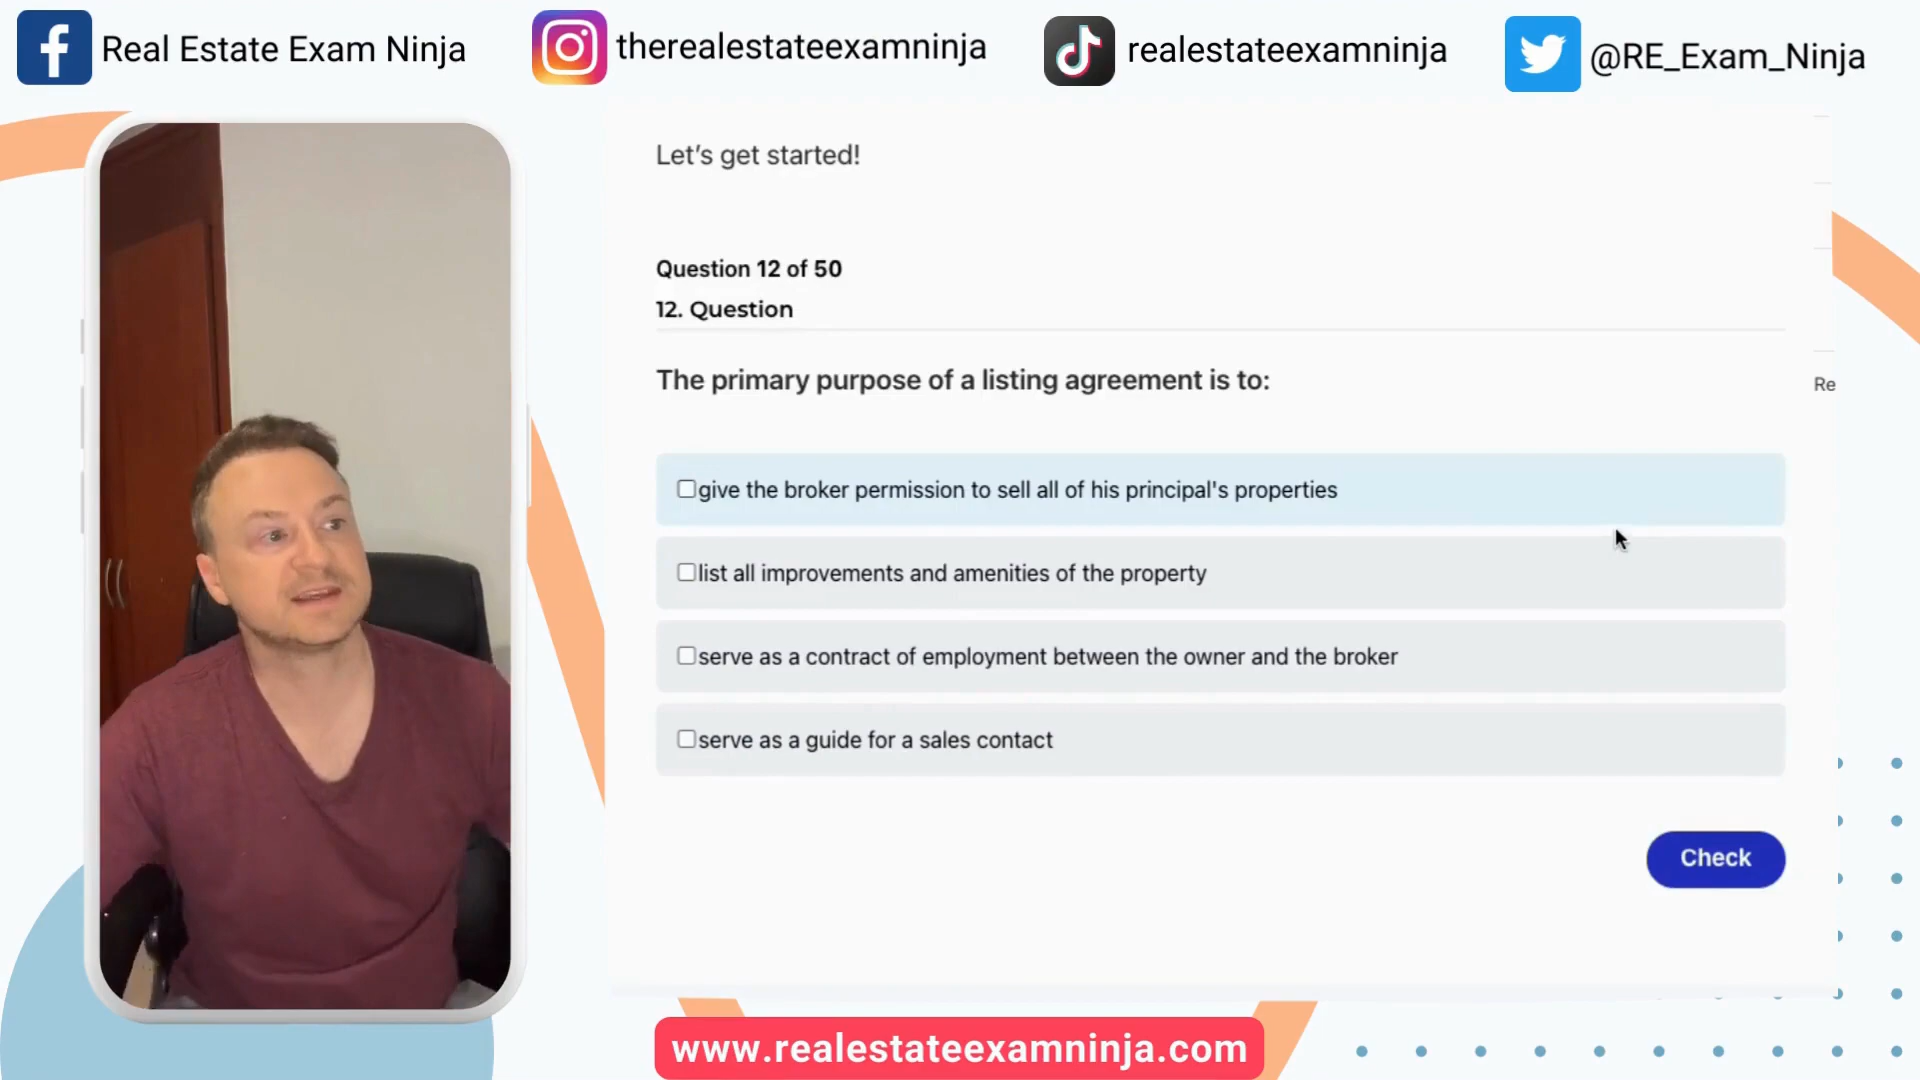 Real Estate Exam Ninja
therealestateexamninja
realestateexamninja
@RE_Exam_Ninja
Let's get started!
Question 12 of 50
12. Question
The primary purpose of a listing agreement is to:
Re
give the broker permission to sell all of his principal's properties
list all improvements and amenities of the property
serve as a contract of employment between the owner and the broker
serve as a guide for a sales contact
Check
www.realestateexamninja.com